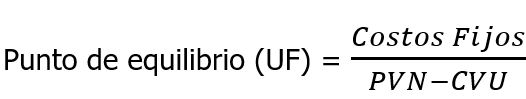 Punto de equilibrio (UF) = Costos Fijos
PVN−CVU